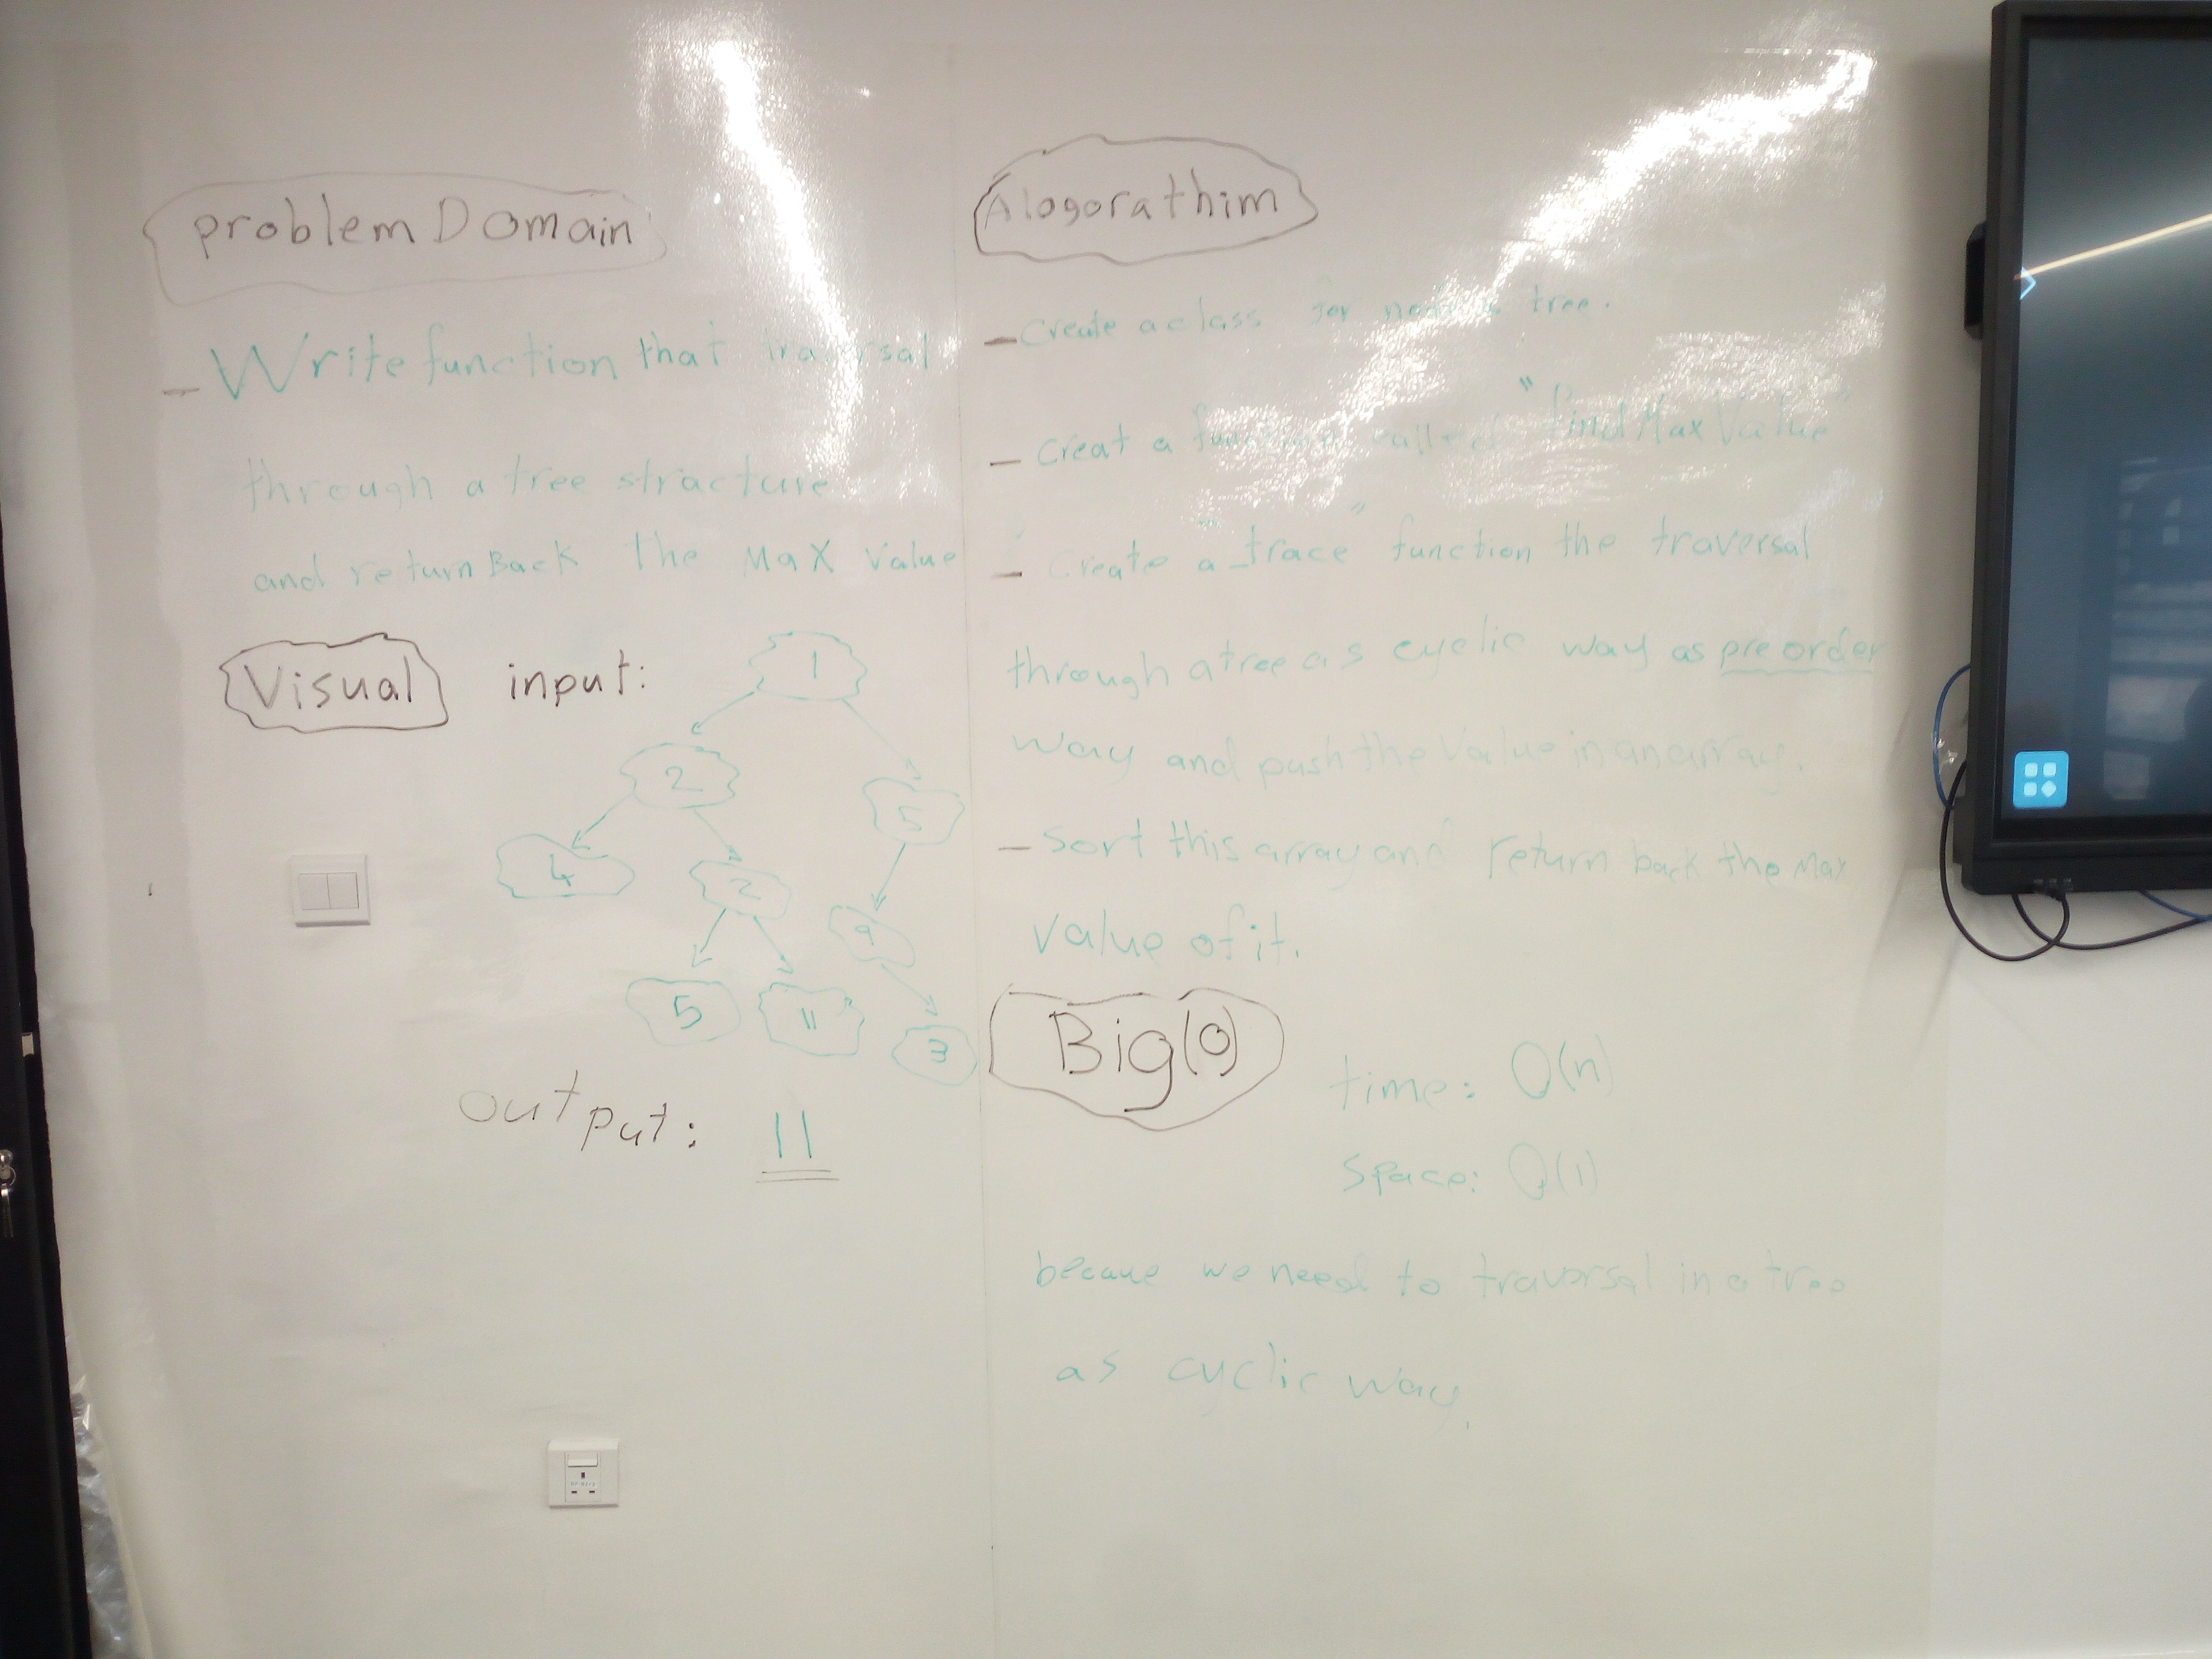 problem Domain
- Write function that traversal
through a tree stracture
and return Back the Max Value
Visual input:
1
2
5
4
2
9
5
11
3
output: 11
Alogorathim
- create a class for tree.
- creat a function called "findMaxValue"
- create a "trace" function the traversal
through a tree as cyclic way as pre order
way and push the value in an array.
- Sort this array and return back the Max
value of it.
Big(O)
time: O(n)
Space: O(1)
becaue we need to traversal in a tree
as cyclic way.